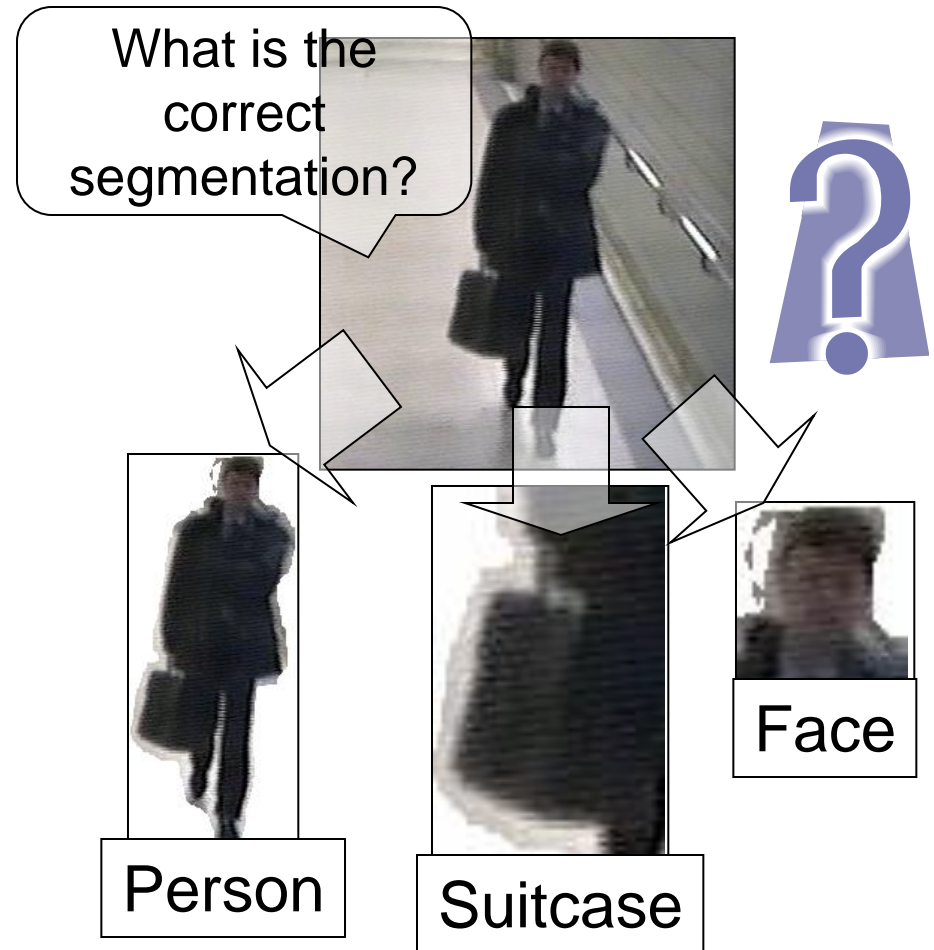 What is the
correct
segmentation?
?
Face
Person
Suitcase